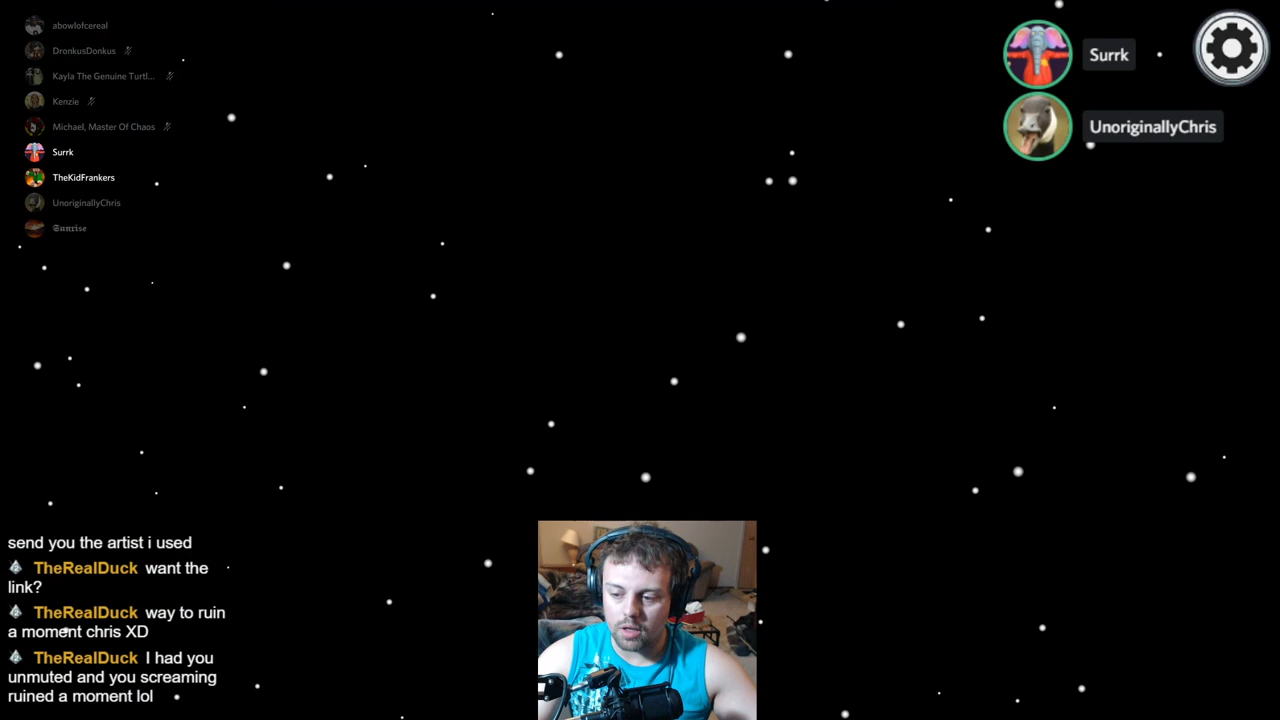 abowlofcereal
DronkusDonkus
Kayla The Genuine Turtl...
Kenzie
Michael, Master Of Chaos
Surrk
TheKidFrankers
UnoriginallyChris
𝕾𝖚𝖓𝖗𝖎𝖘𝖊
Surrk
UnoriginallyChris
send you the artist i used
TheRealDuck want the
link?
TheRealDuck way to ruin
a moment chris XD
TheRealDuck I had you
unmuted and you screaming
ruined a moment lol